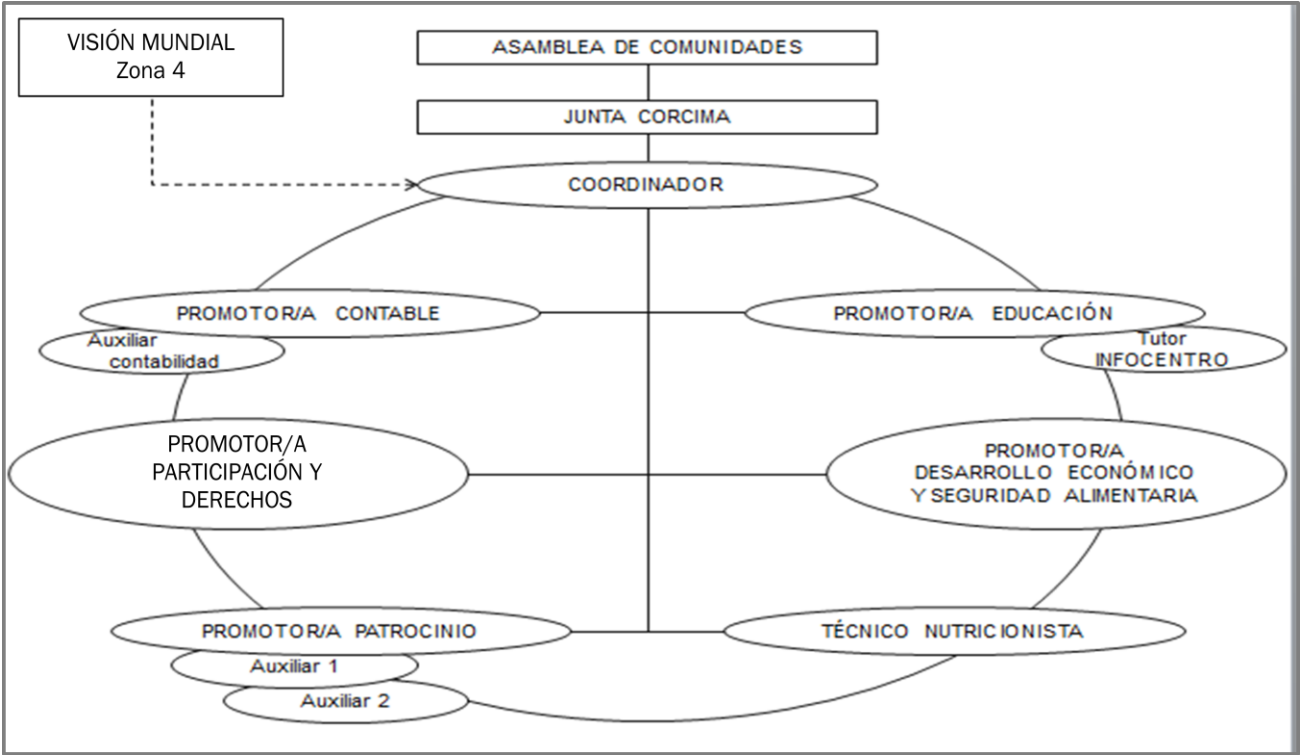 VISIÓN MUNDIAL
Zona 4
ASAMBLEA DE COMUNIDADES
JUNTA CORCIMA
COORDINADOR
PROMOTOR/A CONTABLE
PROMOTOR/A EDUCACIÓN
Auxiliar
contabilidad
Tutor
INFOCENTRO
PROMOTOR/A
PARTICIPACIÓN Y
DERECHOS
PROMOTOR/A
DESARROLLO ECONÓMICO
Y SEGURIDAD ALIMENTARIA
PROMOTOR/A PATROCINIO
TÉCNICO NUTRICIONISTA
Auxiliar 1
Auxiliar 2